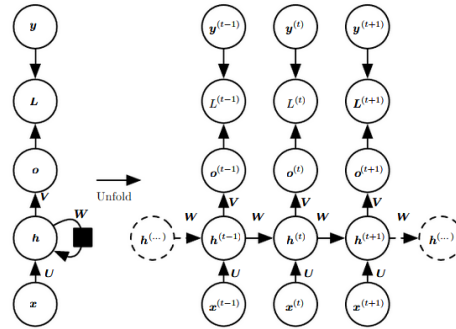 y y^(t−1) y^(t) y^(t+1)
L L^(t−1) L^(t) L^(t+1)
o o^(t−1) o^(t) o^(t+1)
Unfold
V V V V
W W W W W
h h^(...) h^(t−1) h^(t) h^(t+1) h^(...)
U U U U
x x^(t−1) x^(t) x^(t+1)